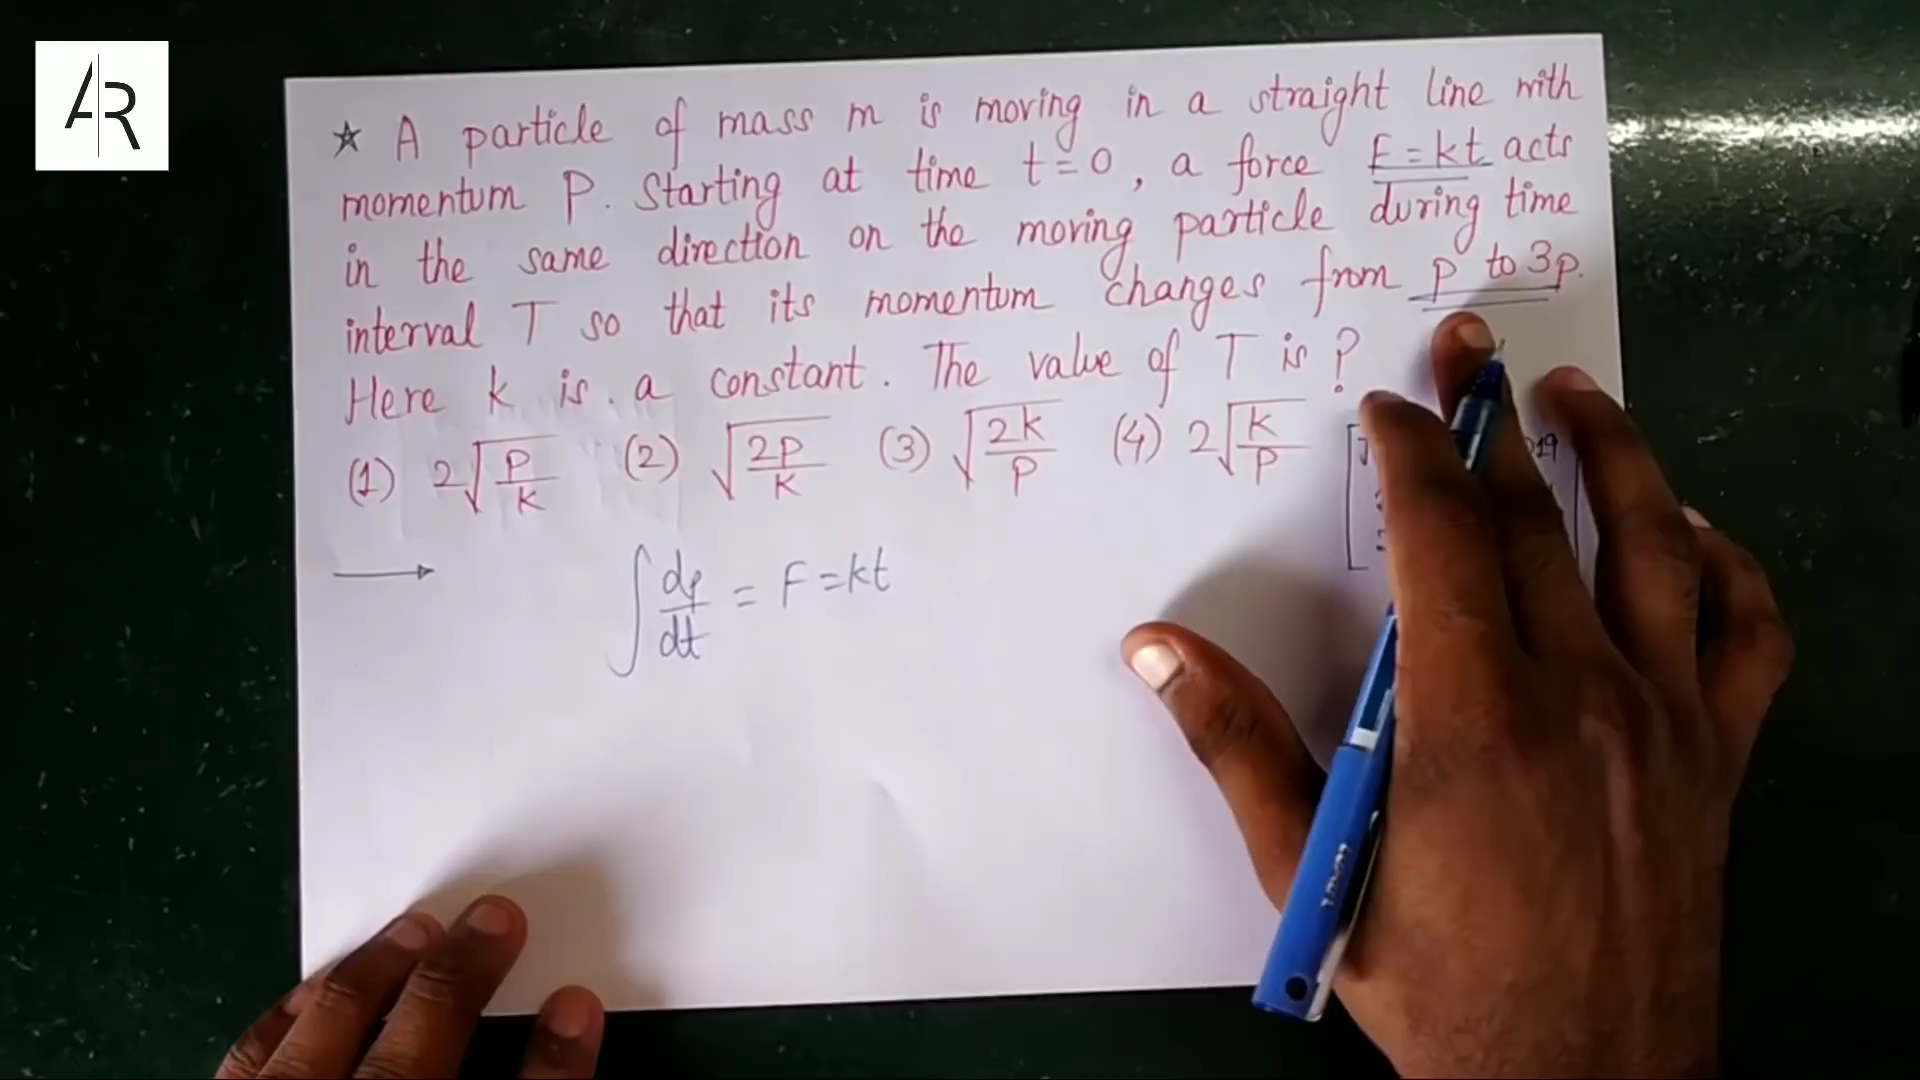 AR
☆ A particle of mass m is moving in a straight line with
momentum P. Starting at time t=0, a force F=kt acts
in the same direction on the moving particle during time
interval T so that its momentum changes from p to 3p.
Here k is a constant. The value of T is?
(1) 2√(P/K) (2) √(2P/K) (3) √(2K/P) (4) 2√(K/P)
→ ∫ dp/dt = F = kt